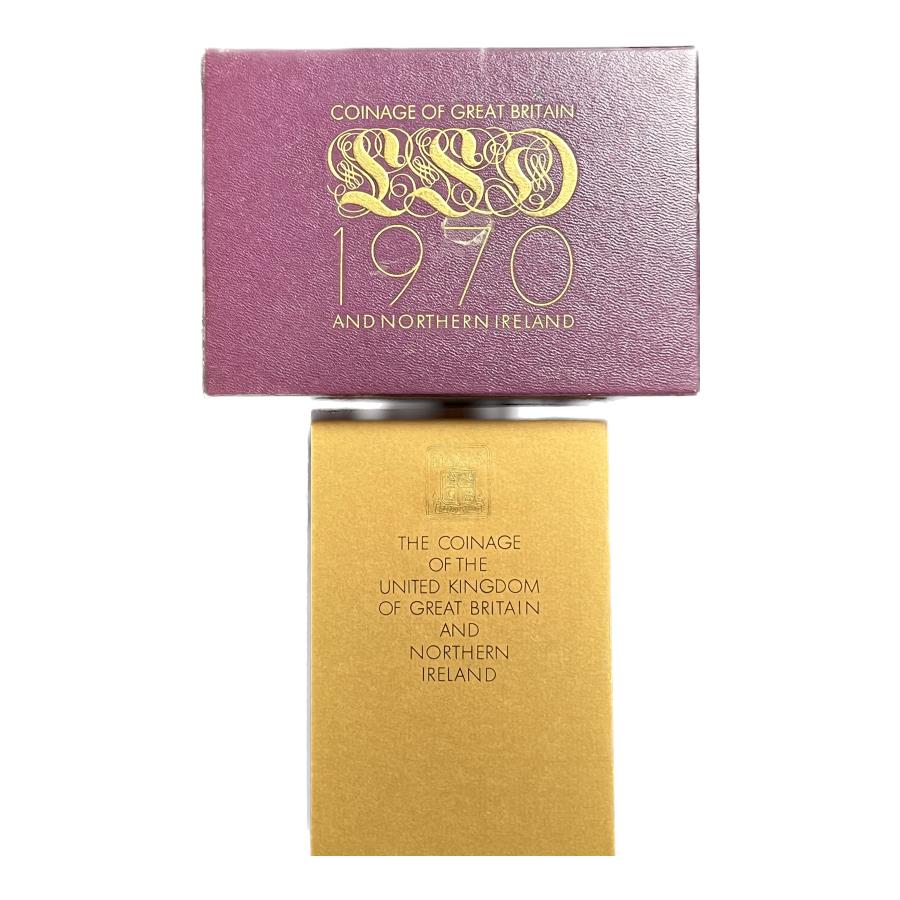 COINAGE OF GREAT BRITAIN
LSD
1970
AND NORTHERN IRELAND
THE COINAGE
OF THE
UNITED KINGDOM
OF GREAT BRITAIN
AND
NORTHERN
IRELAND